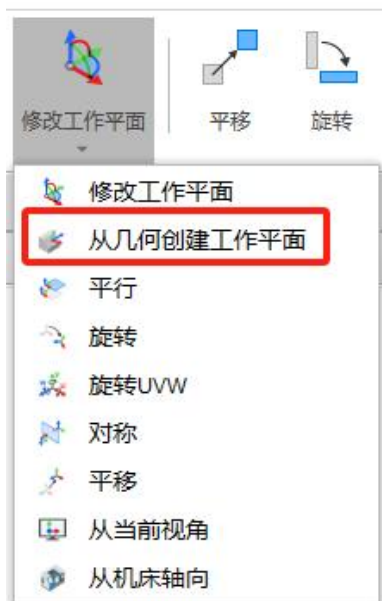 修改工作平面
平移
旋转
修改工作平面
从几何创建工作平面
平行
旋转
旋转UVW
对称
平移
从当前视角
从机床轴向